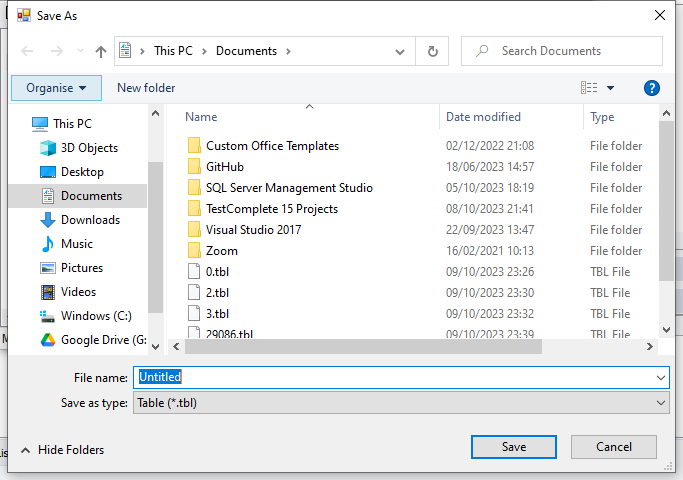 Save As
This PC > Documents >
Search Documents
Organise
New folder
?
Name Date modified Type
This PC
3D Objects
Desktop
Documents
Downloads
Music
Pictures
Videos
Windows (C:)
Google Drive (G:
Custom Office Templates 02/12/2022 21:08 File folder
GitHub 18/06/2023 14:57 File folder
SQL Server Management Studio 05/10/2023 18:19 File folder
TestComplete 15 Projects 08/10/2023 21:41 File folder
Visual Studio 2017 22/09/2023 13:47 File folder
Zoom 16/02/2021 10:13 File folder
0.tbl 09/10/2023 23:26 TBL File
2.tbl 09/10/2023 23:30 TBL File
3.tbl 09/10/2023 23:32 TBL File
29086.tbl 09/10/2023 23:39 TBL File
File name: Untitled
Save as type: Table (*.tbl)
Hide Folders
Save
Cancel